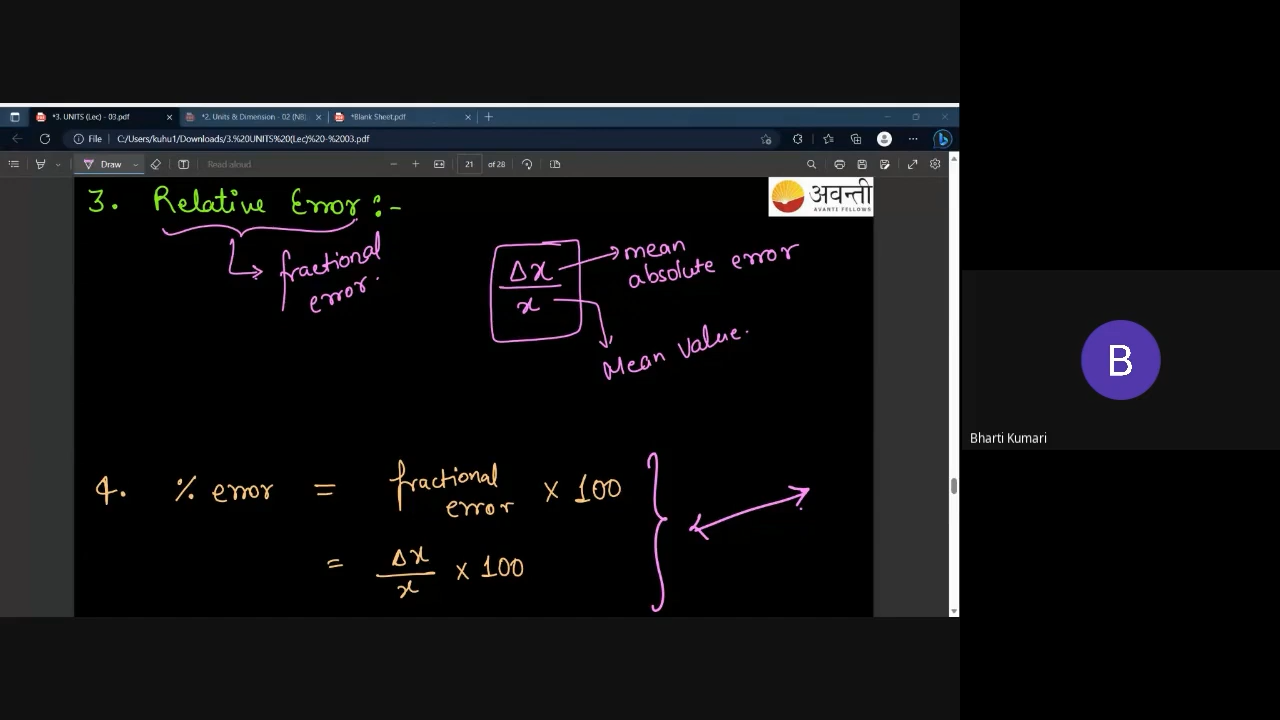 *3. UNITS (Lec) - 03.pdf
*2. Units & Dimension - 02 (N8)
*Blank Sheet.pdf
File
C:/Users/kuhu1/Downloads/3.%20UNITS%20(Lec)%20-%2003.pdf
Draw
Read aloud
21 of 28
3. Relative Error :-
अवन्ती
AVANTI FELLOWS
fractional
error.
Δx
x
mean
absolute error
Mean Value.
4. % error = fractional
error × 100
= Δx
x × 100
B
Bharti Kumari